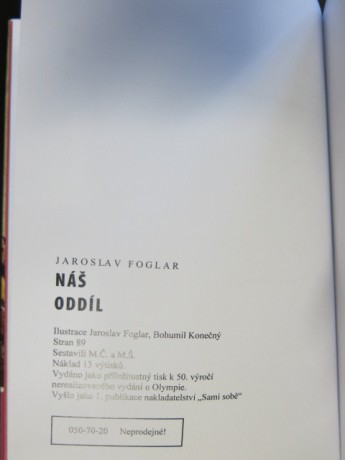 JAROSLAV FOGLAR
NÁŠ
ODDÍL
Ilustrace Jaroslav Foglar, Bohumil Konečný
Stran 89
Sestavili M.Č. a M.Š.
Náklad 13 výtisků
Vydáno jako příležitostný tisk k 50. výročí
nerealizovaného vydání v Olympie.
Vyšlo jako 1. publikace nakladatelství „Sami sobě"
050-70-20 Neprodejné!